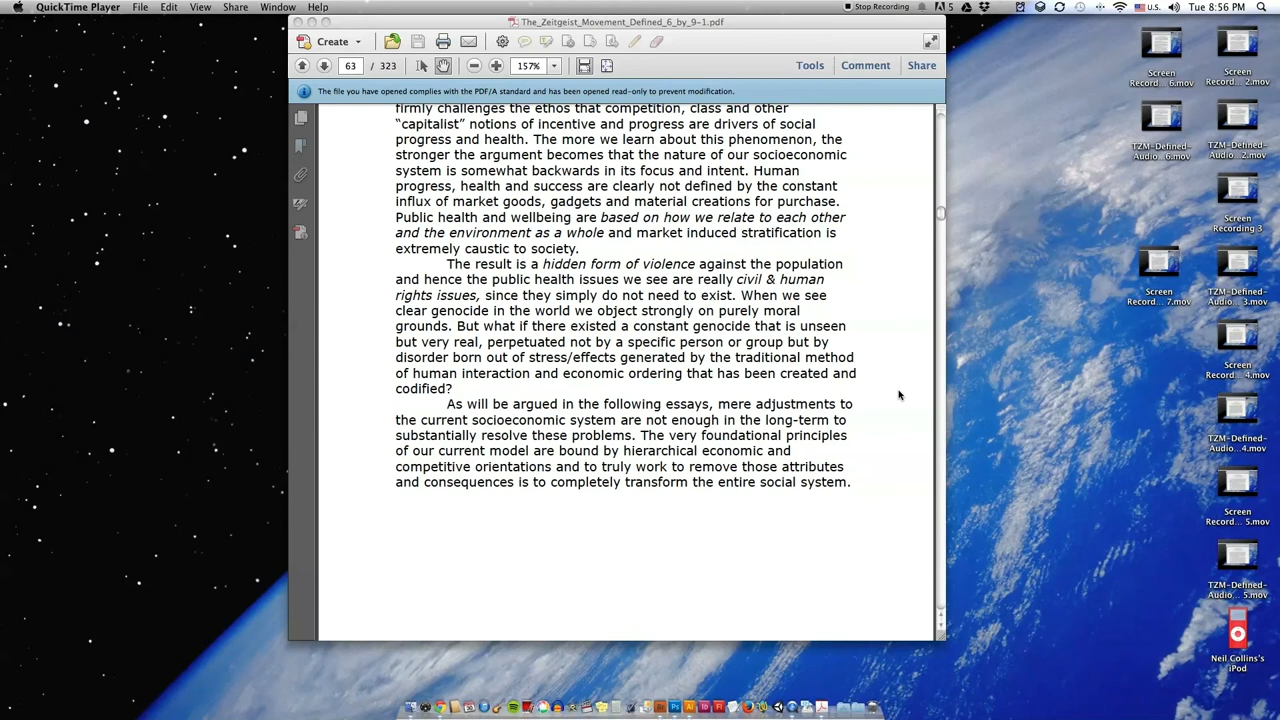 QuickTime Player File Edit View Share Window Help
Stop Recording 5 U.S. Tue 8:56 PM
The_Zeitgeist_Movement_Defined_6_by_9-1.pdf
Create
63 / 323 157% Tools Comment Share
The file you have opened complies with the PDF/A standard and has been opened read-only to prevent modification.
firmly challenges the ethos that competition, class and other
“capitalist” notions of incentive and progress are drivers of social
progress and health. The more we learn about this phenomenon, the
stronger the argument becomes that the nature of our socioeconomic
system is somewhat backwards in its focus and intent. Human
progress, health and success are clearly not defined by the constant
influx of market goods, gadgets and material creations for purchase.
Public health and wellbeing are based on how we relate to each other
and the environment as a whole and market induced stratification is
extremely caustic to society.
The result is a hidden form of violence against the population
and hence the public health issues we see are really civil & human
rights issues, since they simply do not need to exist. When we see
clear genocide in the world we object strongly on purely moral
grounds. But what if there existed a constant genocide that is unseen
but very real, perpetuated not by a specific person or group but by
disorder born out of stress/effects generated by the traditional method
of human interaction and economic ordering that has been created and
codified?
As will be argued in the following essays, mere adjustments to
the current socioeconomic system are not enough in the long-term to
substantially resolve these problems. The very foundational principles
of our current model are bound by hierarchical economic and
competitive orientations and to truly work to remove those attributes
and consequences is to completely transform the entire social system.
Screen
Record... 6.mov
Screen
Record... 2.mov
TZM-Defined-
Audio... 6.mov
TZM-Defined-
Audio... 2.mov
Screen
Recording 3
Screen
Record... 7.mov
TZM-Defined-
Audio... 3.mov
Screen
Record... 4.mov
TZM-Defined-
Audio... 4.mov
Screen
Record... 5.mov
TZM-Defined-
Audio... 5.mov
Neil Collins's
iPod